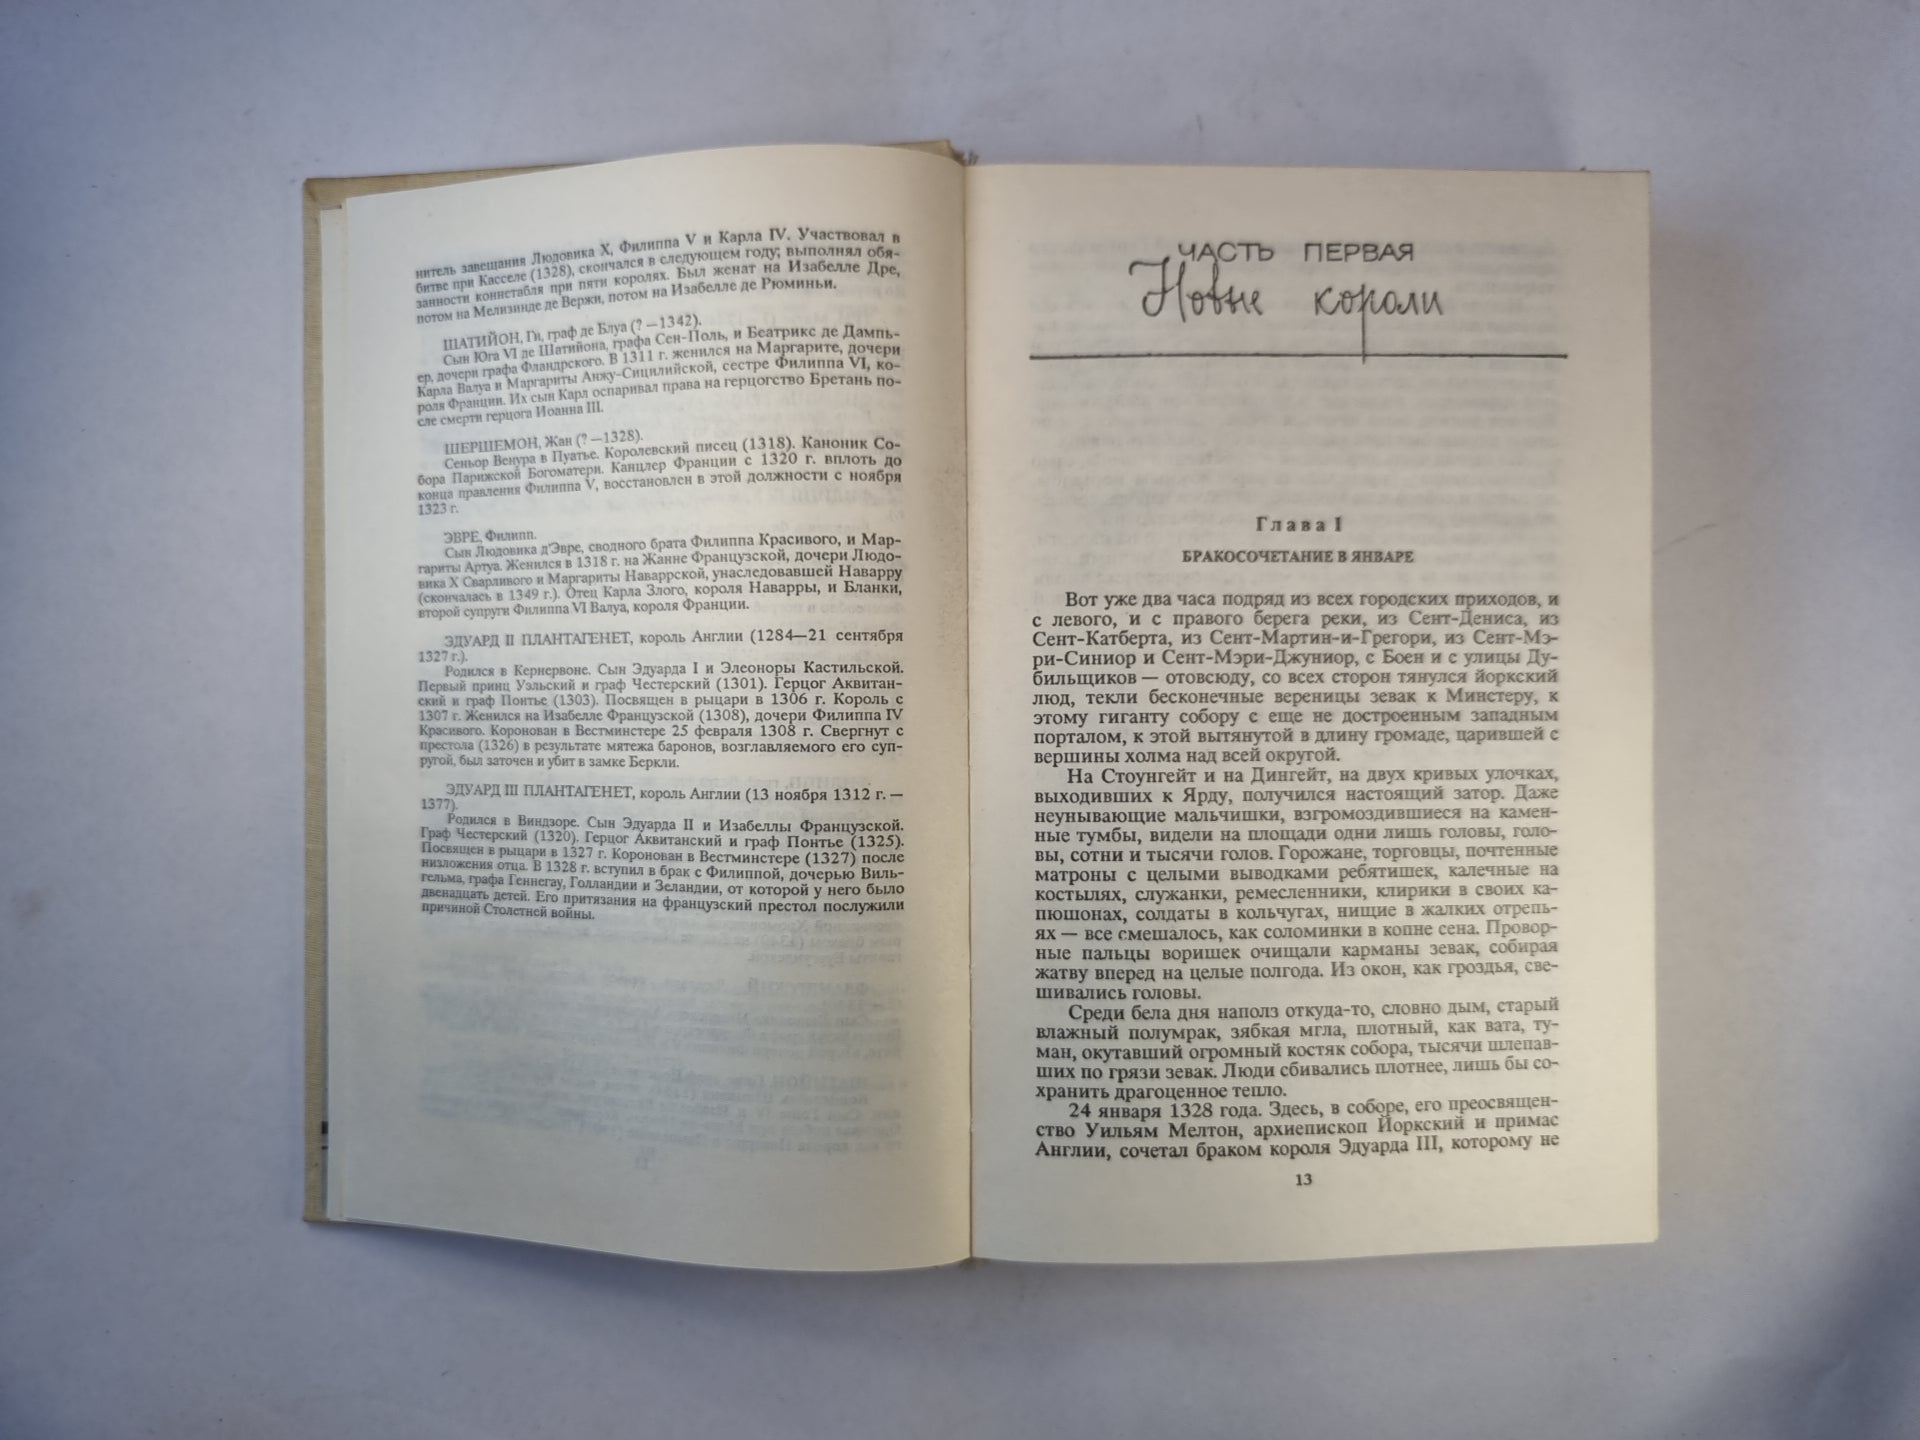 нитель завещания Людовика X, Филиппа V и Карла IV. Участвовал в
битве при Касселе (1328), скончался в следующем году; выполнял обя-
занности коннетабля при пяти королях. Был женат на Изабелле Дре,
потом на Мелизинде де Вержи, потом на Изабелле де Рюминьи.
ШАТИЙОН, Ги, граф де Блуа (? —1342).
Сын Юга VI де Шатийона, графа Сен-Поль, и Беатрикс де Дампь-
ер, дочери графа Фландрского. В 1311 г. женился на Маргарите, дочери
Карла Валуа и Маргариты Анжу-Сицилийской, сестре Филиппа VI, ко-
роля Франции. Их сын Карл оспаривал права на герцогство Бретань по-
сле смерти герцога Иоанна III.
ШЕРШЕМОН, Жан (? —1328).
Сеньор Венура в Пуатье. Королевский писец (1318). Каноник Со-
бора Парижской Богоматери. Канцлер Франции с 1320 г. вплоть до
конца правления Филиппа V, восстановлен в этой должности с ноября
1323 г.
ЭВРЕ, Филипп.
Сын Людовика д'Эвре, сводного брата Филиппа Красивого, и Мар-
гариты Артуа. Женился в 1318 г. на Жанне Французской, дочери Людо-
вика X Сварливого и Маргариты Наваррской, унаследовавшей Наварру
(скончалась в 1349 г.). Отец Карла Злого, короля Наварры, и Бланки,
второй супруги Филиппа VI Валуа, короля Франции.
ЭДУАРД II ПЛАНТАГЕНЕТ, король Англии (1284—21 сентября
1327 г.).
Родился в Кернервоне. Сын Эдуарда I и Элеоноры Кастильской.
Первый принц Уэльский и граф Честерский (1301). Герцог Аквитан-
ский и граф Понтье (1303). Посвящен в рыцари в 1306 г. Король с
1307 г. Женился на Изабелле Французской (1308), дочери Филиппа IV
Красивого. Коронован в Вестминстере 25 февраля 1308 г. Свергнут с
престола (1326) в результате мятежа баронов, возглавляемого его суп-
ругой, был заточен и убит в замке Беркли.
ЭДУАРД III ПЛАНТАГЕНЕТ, король Англии (13 ноября 1312 г. —
1377).
Родился в Виндзоре. Сын Эдуарда II и Изабеллы Французской.
Граф Честерский (1320). Герцог Аквитанский и граф Понтье (1325).
Посвящен в рыцари в 1327 г. Коронован в Вестминстере (1327) после
низложения отца. В 1328 г. вступил в брак с Филиппой, дочерью Виль-
гельма, графа Геннегау, Голландии и Зеландии, от которой у него было
двенадцать детей. Его притязания на французский престол послужили
причиной Столетней войны.
ЧАСТЬ ПЕРВАЯ
Новые короли
Глава I
БРАКОСОЧЕТАНИЕ В ЯНВАРЕ
Вот уже два часа подряд из всех городских приходов, и
с левого, и с правого берега реки, из Сент-Дениса, из
Сент-Катберта, из Сент-Мартин-и-Грегори, из Сент-Мэ-
ри-Синиор и Сент-Мэри-Джуниор, с Боен и с улицы Ду-
бильщиков — отовсюду, со всех сторон тянулся йоркский
люд, текли бесконечные вереницы зевак к Минстеру, к
этому гиганту собору с еще не достроенным западным
порталом, к этой вытянутой в длину громаде, царившей с
вершины холма над всей округой.
На Стоунгейт и на Дингейт, на двух кривых улочках,
выходивших к Ярду, получился настоящий затор. Даже
неунывающие мальчишки, взгромоздившиеся на камен-
ные тумбы, видели на площади одни лишь головы, голо-
вы, сотни и тысячи голов. Горожане, торговцы, почтенные
матроны с целыми выводками ребятишек, калечные на
костылях, служанки, ремесленники, клирики в своих ка-
пюшонах, солдаты в кольчугах, нищие в жалких отрепь-
ях — все смешалось, как соломинки в копне сена. Провор-
ные пальцы воришек очищали карманы зевак, собирая
жатву вперед на целые полгода. Из окон, как гроздья, све-
шивались головы.
Среди бела дня наполз откуда-то, словно дым, старый
влажный полумрак, зябкая мгла, плотный, как вата, ту-
ман, окутавший огромный костяк собора, тысячи шлепав-
ших по грязи зевак. Люди сбивались плотнее, лишь бы со-
хранить драгоценное тепло.
24 января 1328 года. Здесь, в соборе, его преосвящен-
ство Уильям Мелтон, архиепископ Йоркский и примас
Англии, сочетал браком короля Эдуарда III, которому не
13